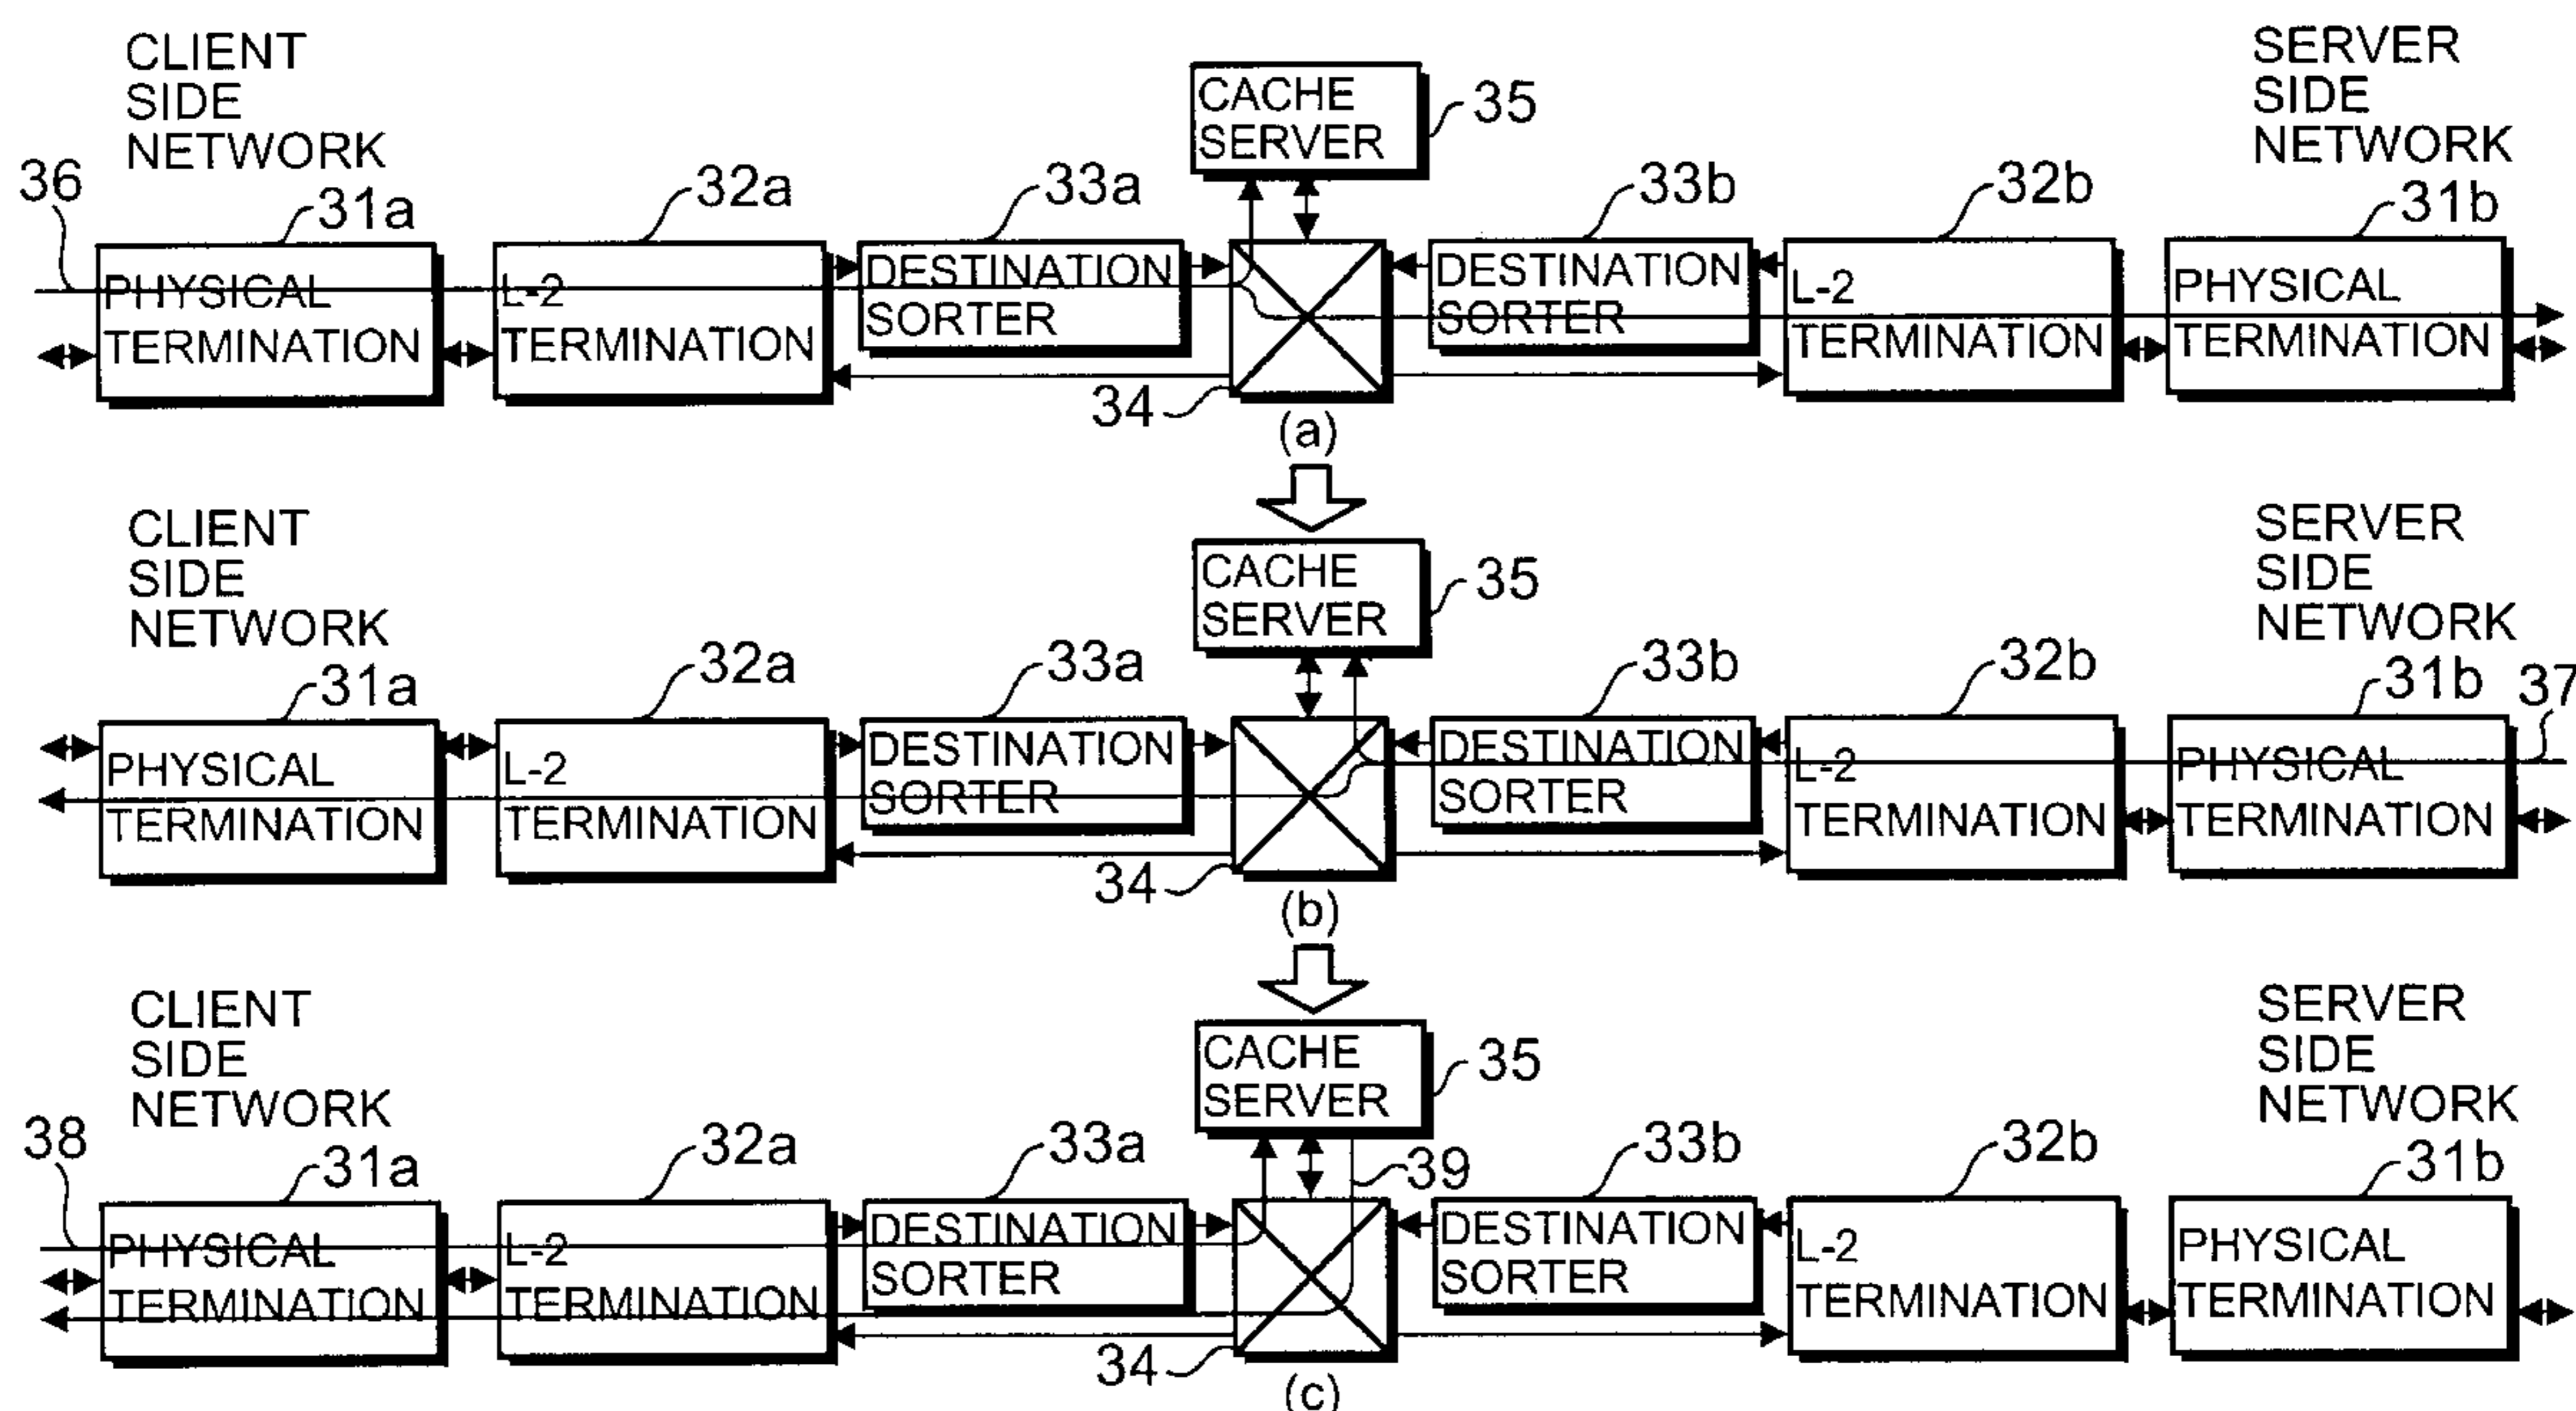 CLIENT
SIDE
NETWORK
SERVER
SIDE
NETWORK
CACHE
SERVER
35
36
31a
32a
33a
33b
32b
31b
PHYSICAL
TERMINATION
L-2
TERMINATION
DESTINATION
SORTER
DESTINATION
SORTER
L-2
TERMINATION
PHYSICAL
TERMINATION
34
(a)
CLIENT
SIDE
NETWORK
SERVER
SIDE
NETWORK
CACHE
SERVER
35
31a
32a
33a
33b
32b
31b
37
PHYSICAL
TERMINATION
L-2
TERMINATION
DESTINATION
SORTER
DESTINATION
SORTER
L-2
TERMINATION
PHYSICAL
TERMINATION
34
(b)
CLIENT
SIDE
NETWORK
SERVER
SIDE
NETWORK
CACHE
SERVER
35
38
31a
32a
33a
39
33b
32b
31b
PHYSICAL
TERMINATION
L-2
TERMINATION
DESTINATION
SORTER
DESTINATION
SORTER
L-2
TERMINATION
PHYSICAL
TERMINATION
34
(c)